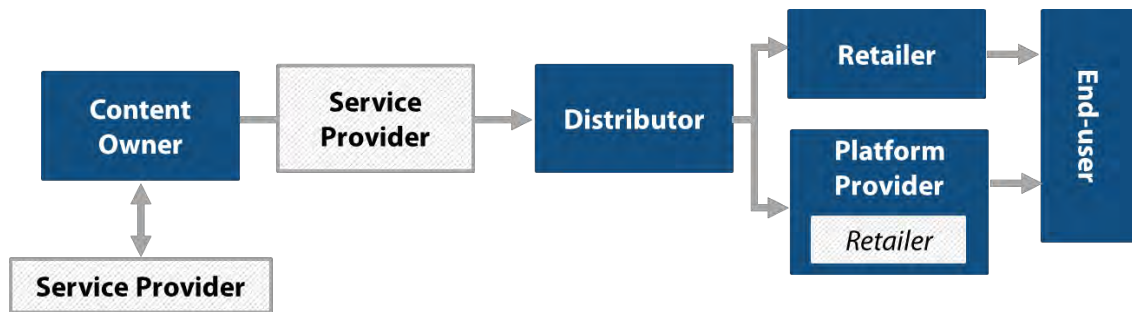 Content
Owner
Service
Provider
Distributor
Retailer
Platform
Provider
Retailer
End-user
Service Provider